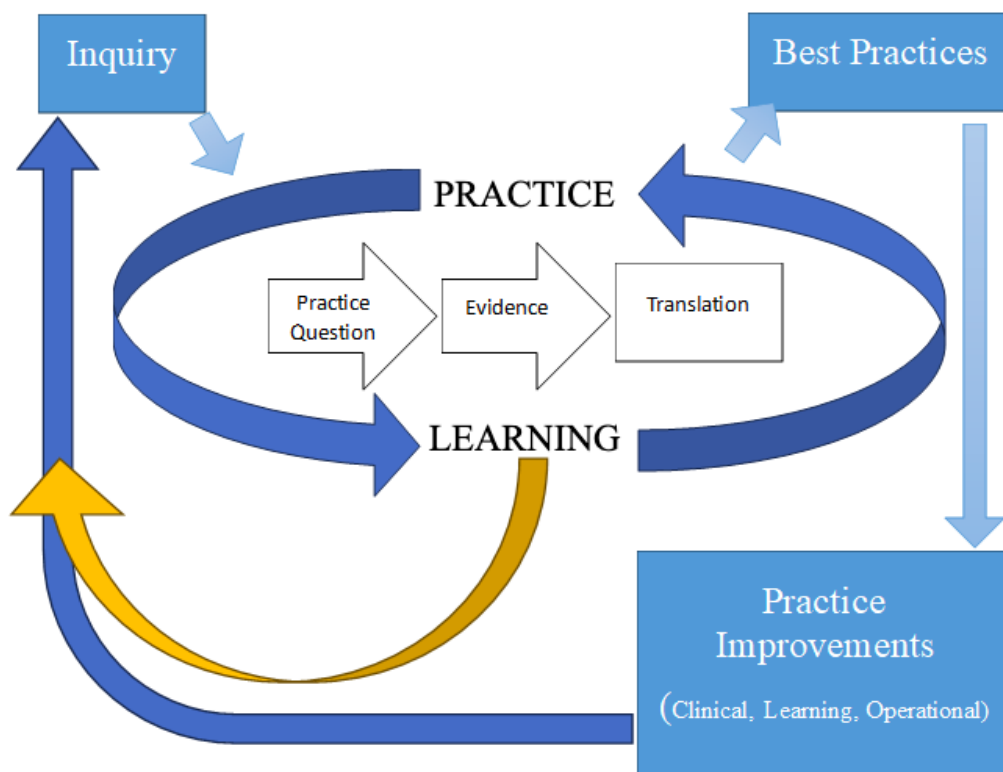 Inquiry
Best Practices
PRACTICE
Practice
Question
Evidence
Translation
LEARNING
Practice
Improvements
(Clinical, Learning, Operational)